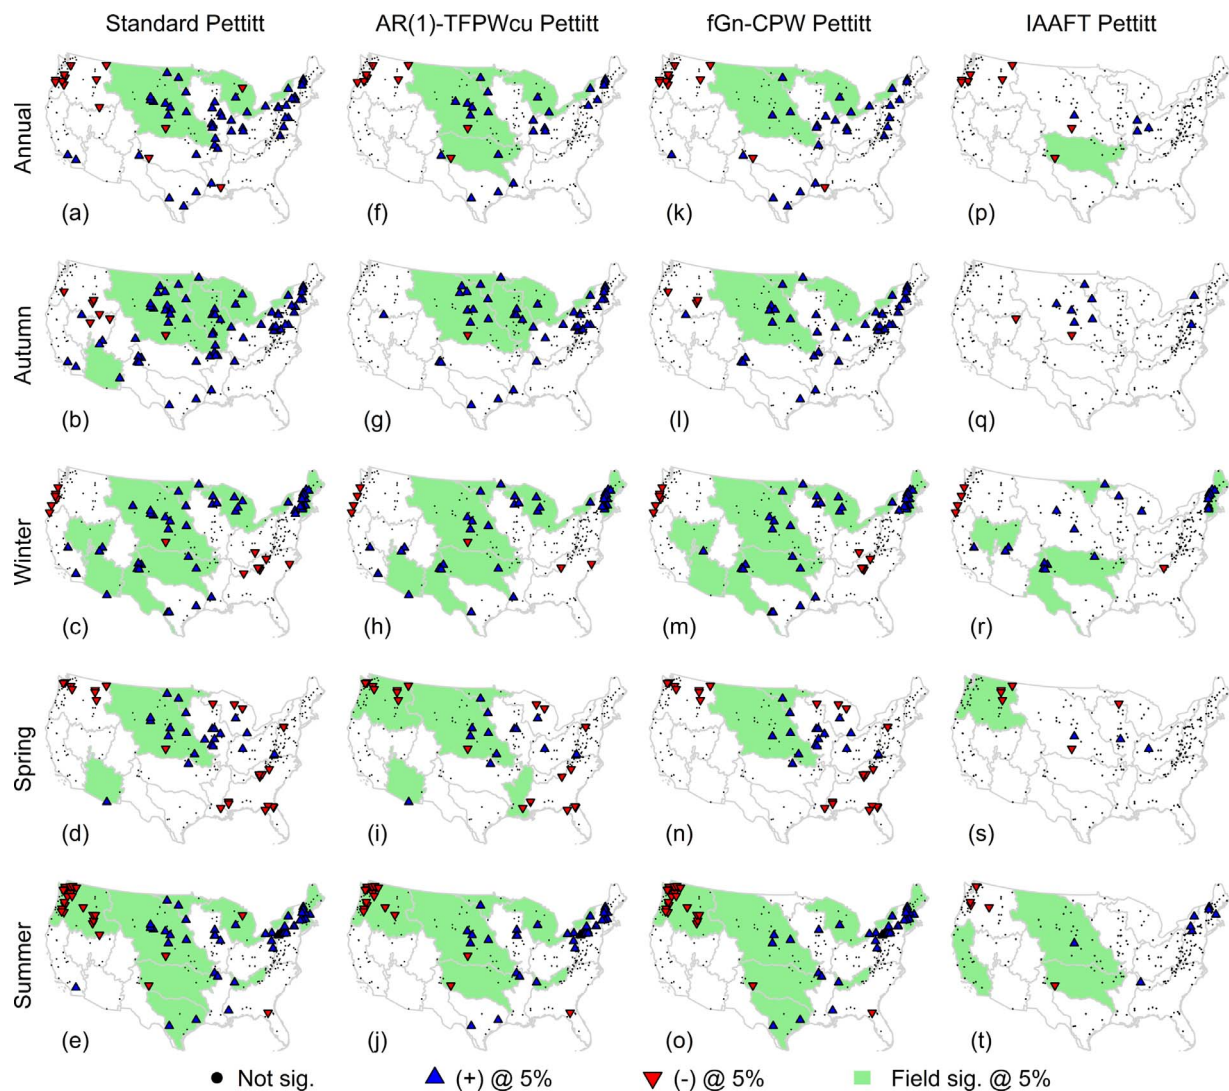 Standard Pettitt AR(1)-TFPWcu Pettitt fGn-CPW Pettitt IAAFT Pettitt
Annual
(a) (f) (k) (p)
Autumn
(b) (g) (l) (q)
Winter
(c) (h) (m) (r)
Spring
(d) (i) (n) (s)
Summer
(e) (j) (o) (t)
Not sig. (+) @ 5% (-) @ 5% Field sig. @ 5%